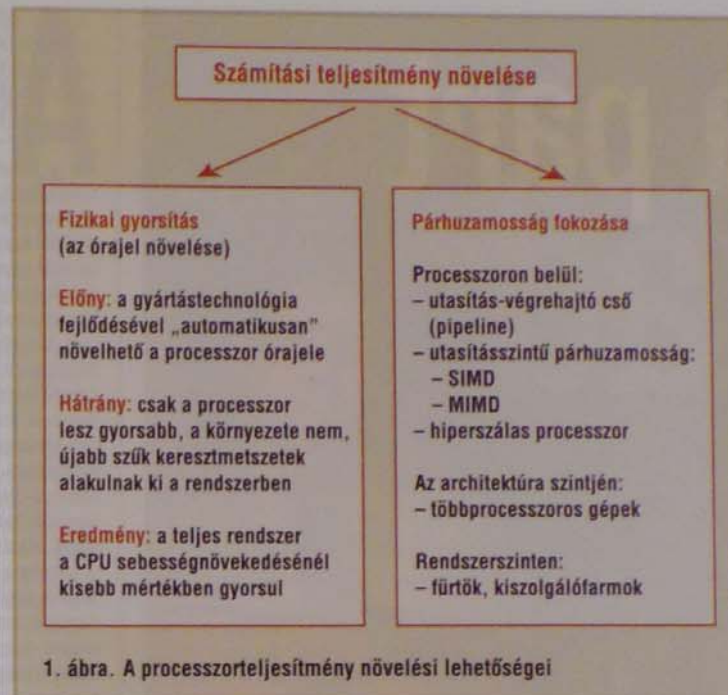 Számítási teljesítmény növelése
Fizikai gyorsítás
(az órajel növelése)
Előny: a gyártástechnológia
fejlődésével „automatikusan”
növelhető a processzor órajele
Hátrány: csak a processzor
lesz gyorsabb, a környezete nem,
újabb szűk keresztmetszetek
alakulnak ki a rendszerben
Eredmény: a teljes rendszer
a CPU sebességnövekedésénél
kisebb mértékben gyorsul
Párhuzamosság fokozása
Processzoron belül:
– utasítás-végrehajtó cső
(pipeline)
– utasításszintű párhuzamosság:
– SIMD
– MIMD
– hiperszálas processzor
Az architektúra szintjén:
– többprocesszoros gépek
Rendszerszinten:
– fürtök, kiszolgálófarmok
1. ábra. A processzorteljesítmény növelési lehetőségei